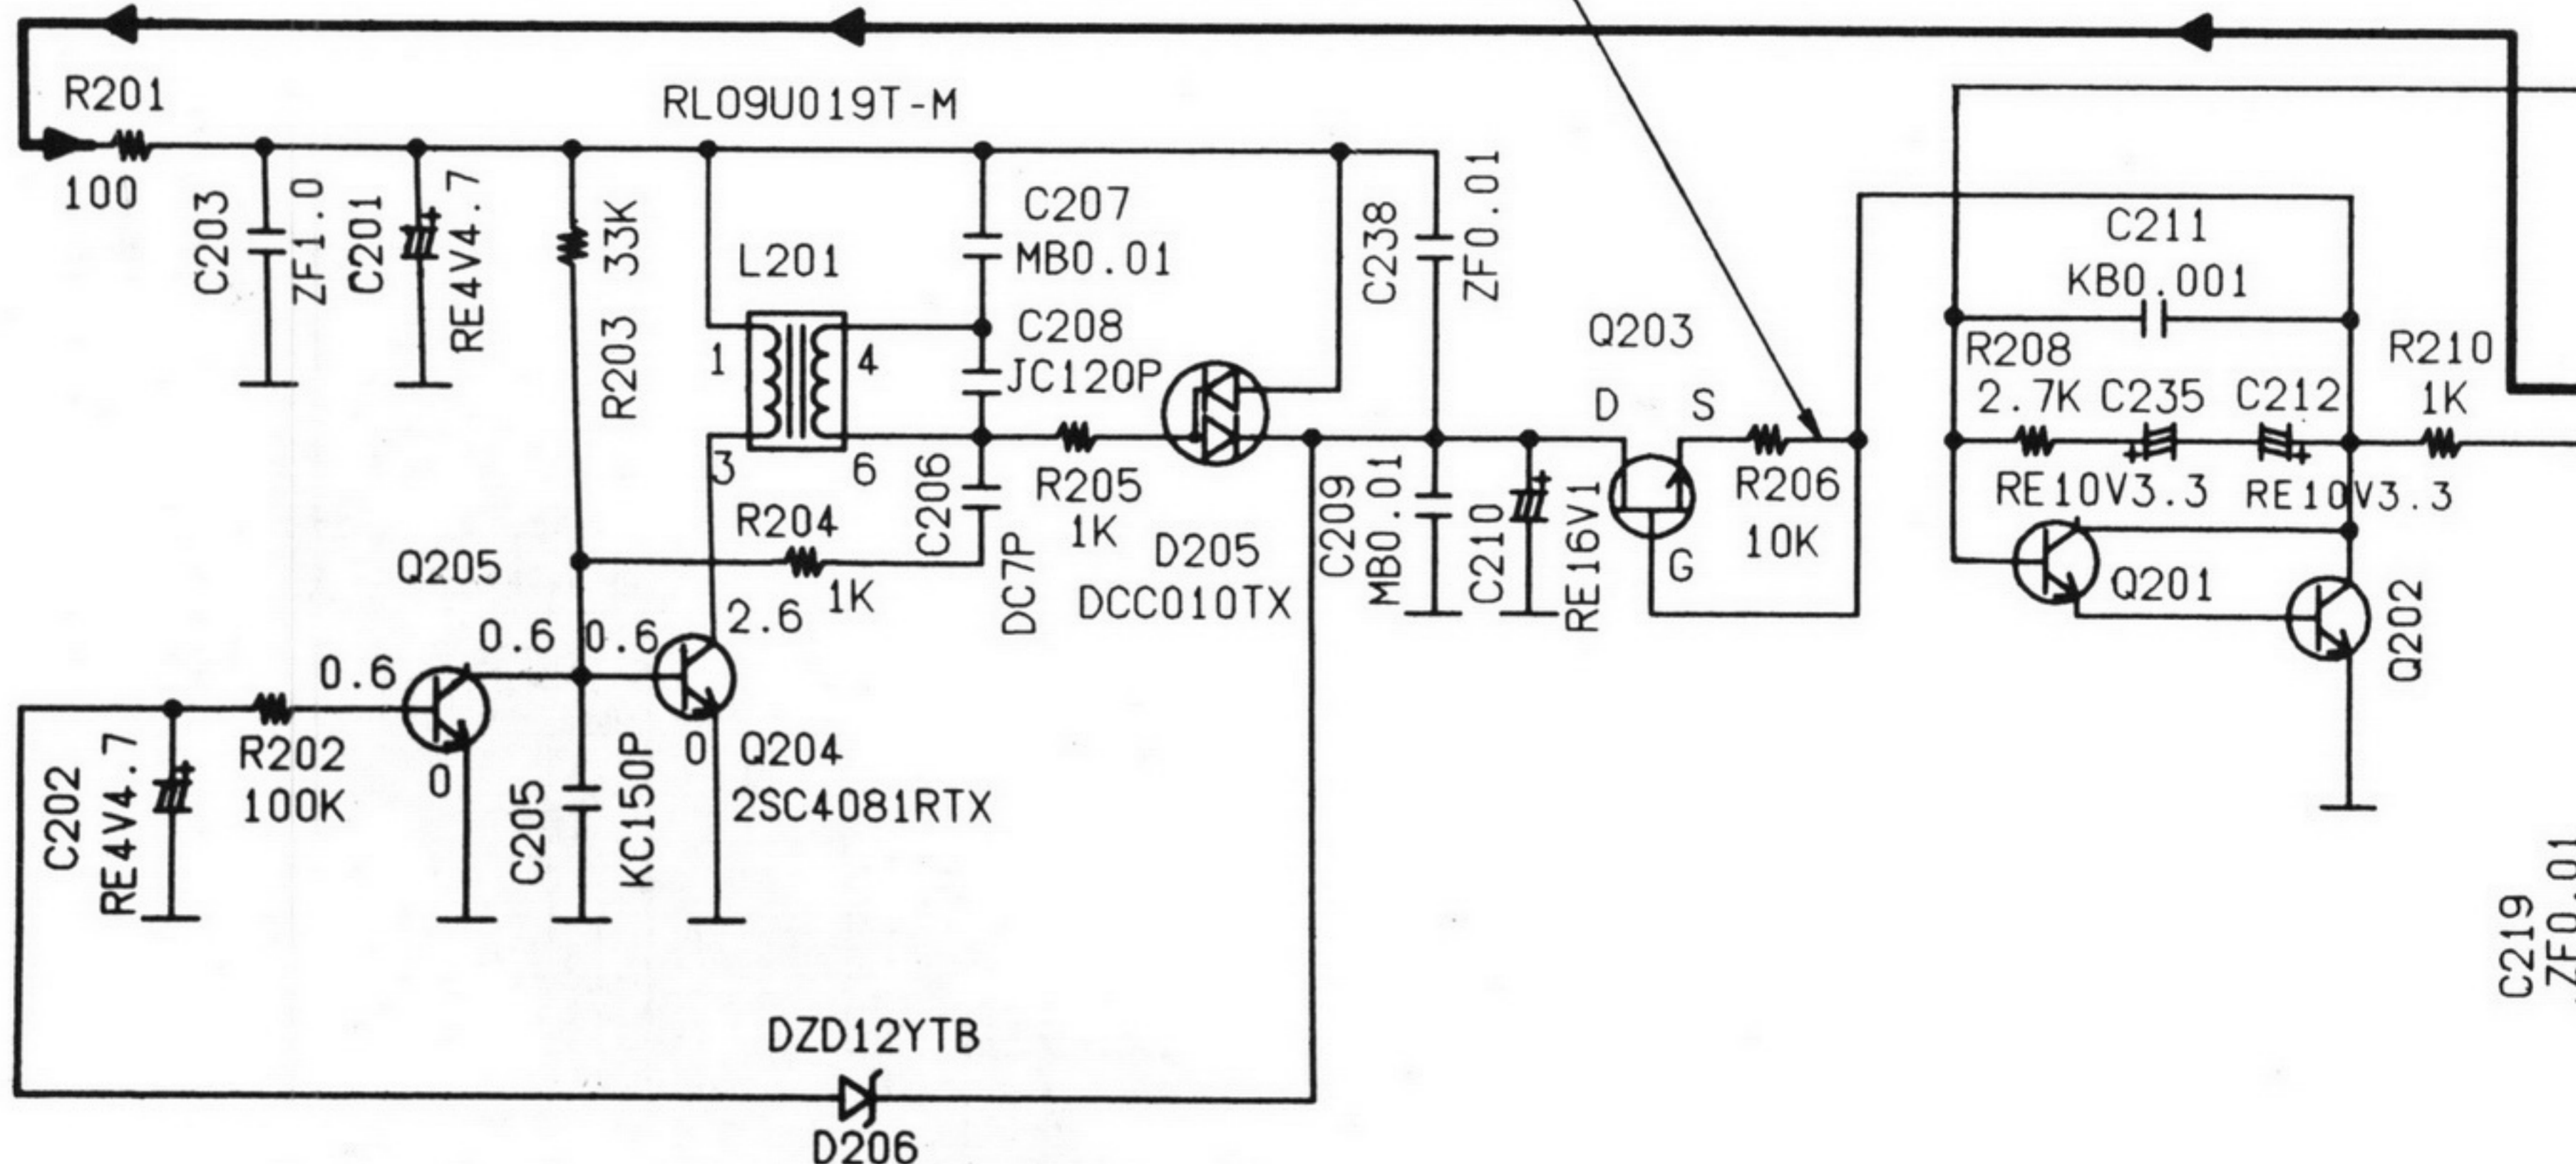 R201
100
C203
ZF1.0
C201
RE4V4.7
R203 33K
RL09U019T-M
L201
1
4
3
6
C207
MB0.01
C208
JC120P
C206
DC7P
R204
1K
R205
1K
D205
DCC010TX
C238
ZF0.01
C209
MB0.01
C210
RE16V1
Q203
D
S
G
R206
10K
C211
KB0.001
R208
2.7K
C235
C212
+
+
RE10V3.3
RE10V3.3
R210
1K
Q201
Q202
C219
ZF0.01
Q205
0.6
0.6
0.6
0
2.6
0
Q204
2SC4081RTX
C202
RE4V4.7
R202
100K
C205
KC150P
DZD12YTB
D206